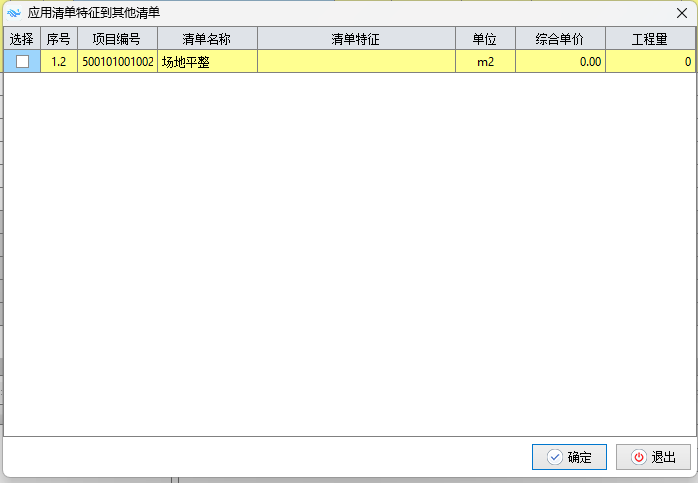 应用清单特征到其他清单
选择 序号 项目编号 清单名称 清单特征 单位 综合单价 工程量
1.2 500101001002 场地平整 m2 0.00 0
确定 退出